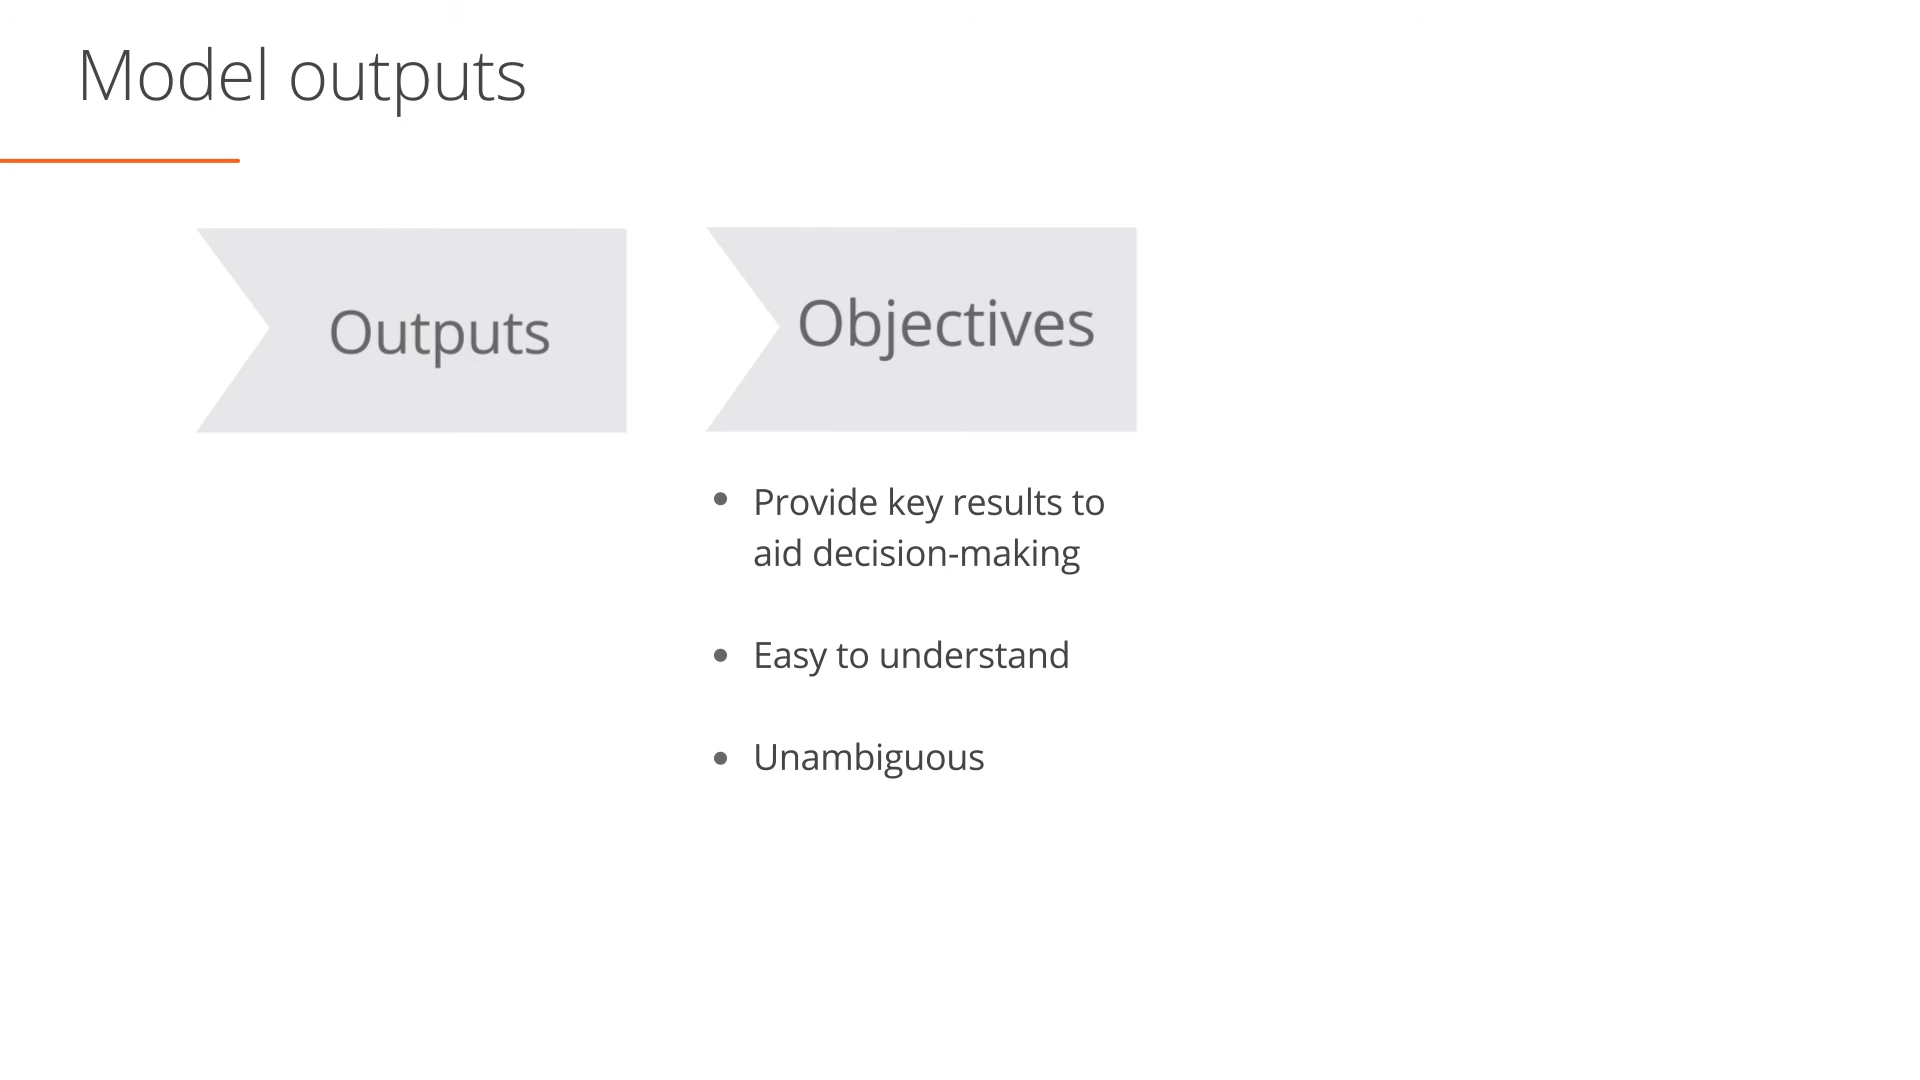 Model outputs
Outputs
Objectives
• Provide key results to
aid decision-making
• Easy to understand
• Unambiguous